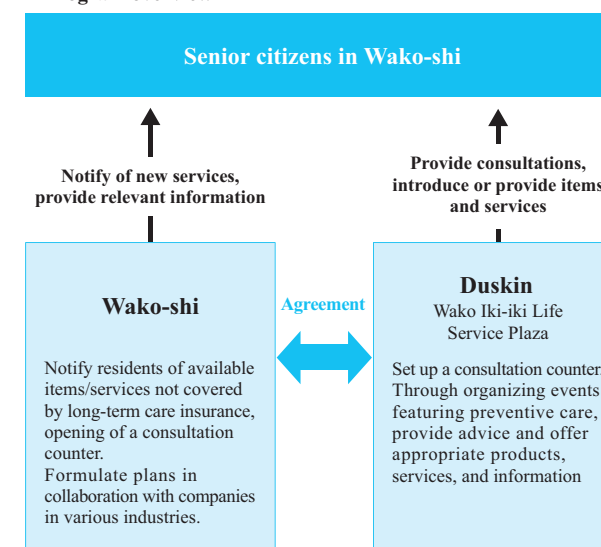 Senior citizens in Wako-shi
Notify of new services,
provide relevant information
Provide consultations,
introduce or provide items
and services
Wako-shi
Notify residents of available
items/services not covered
by long-term care insurance,
opening of a consultation
counter.
Formulate plans in
collaboration with companies
in various industries.
Agreement
Duskin
Wako Iki-iki Life
Service Plaza
Set up a consultation counter.
Through organizing events
featuring preventive care,
provide advice and offer
appropriate products,
services, and information